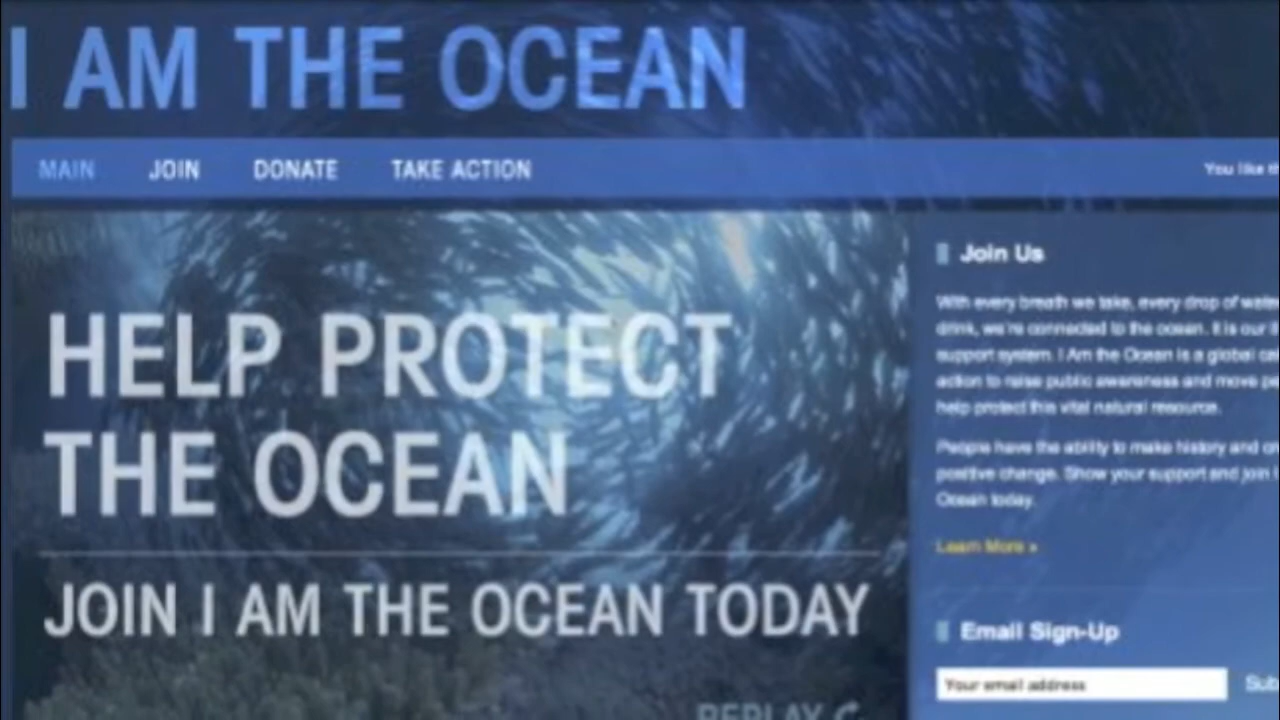 I AM THE OCEAN
MAIN JOIN DONATE TAKE ACTION
You like
HELP PROTECT
THE OCEAN
JOIN I AM THE OCEAN TODAY
REPLAY
Join Us
With every breath we take, every drop of
drink, we're connected to the ocean. It is our
support system. I Am the Ocean is a global
action to raise public awareness and move
help protect this vital natural resource.
People have the ability to make history and
positive change. Show your support and join
Ocean today.
Learn More »
Email Sign-Up
Your email address